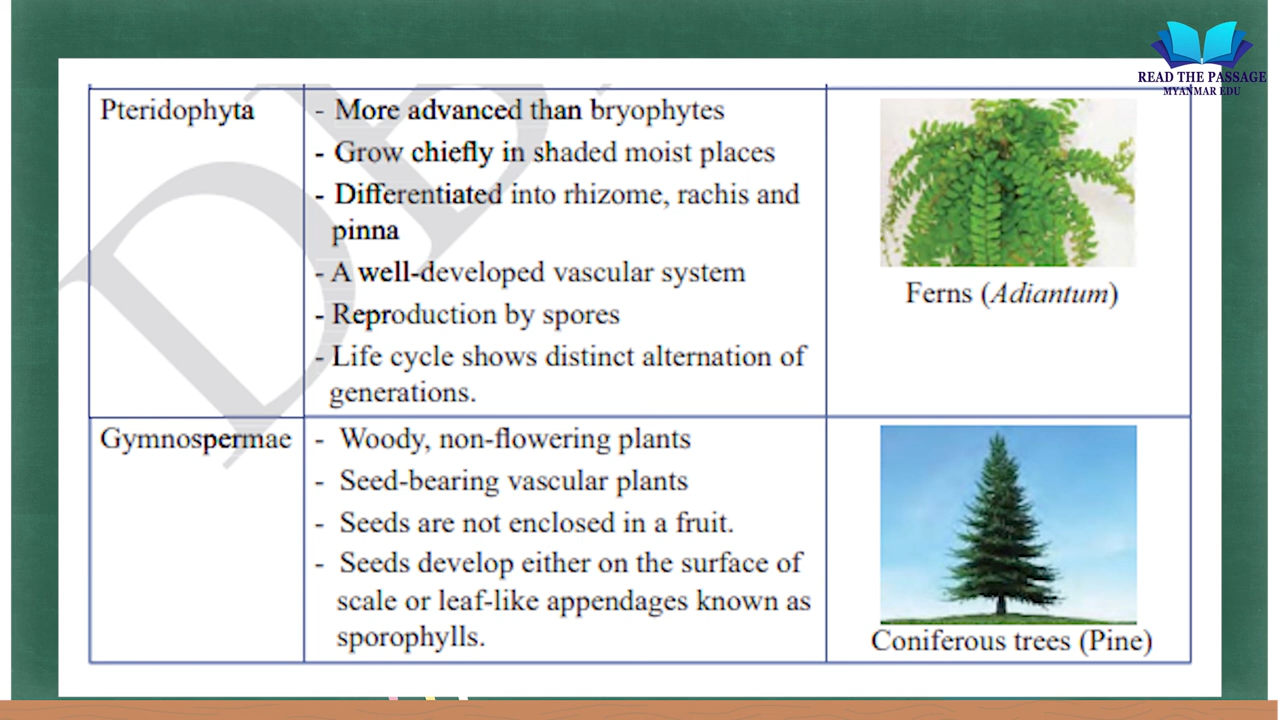 READ THE PASSAGE
MYANMAR EDU
Pteridophyta
- More advanced than bryophytes
- Grow chiefly in shaded moist places
- Differentiated into rhizome, rachis and
pinna
- A well-developed vascular system
- Reproduction by spores
- Life cycle shows distinct alternation of
generations.
Ferns (Adiantum)
Gymnospermae
- Woody, non-flowering plants
- Seed-bearing vascular plants
- Seeds are not enclosed in a fruit.
- Seeds develop either on the surface of
scale or leaf-like appendages known as
sporophylls.
Coniferous trees (Pine)